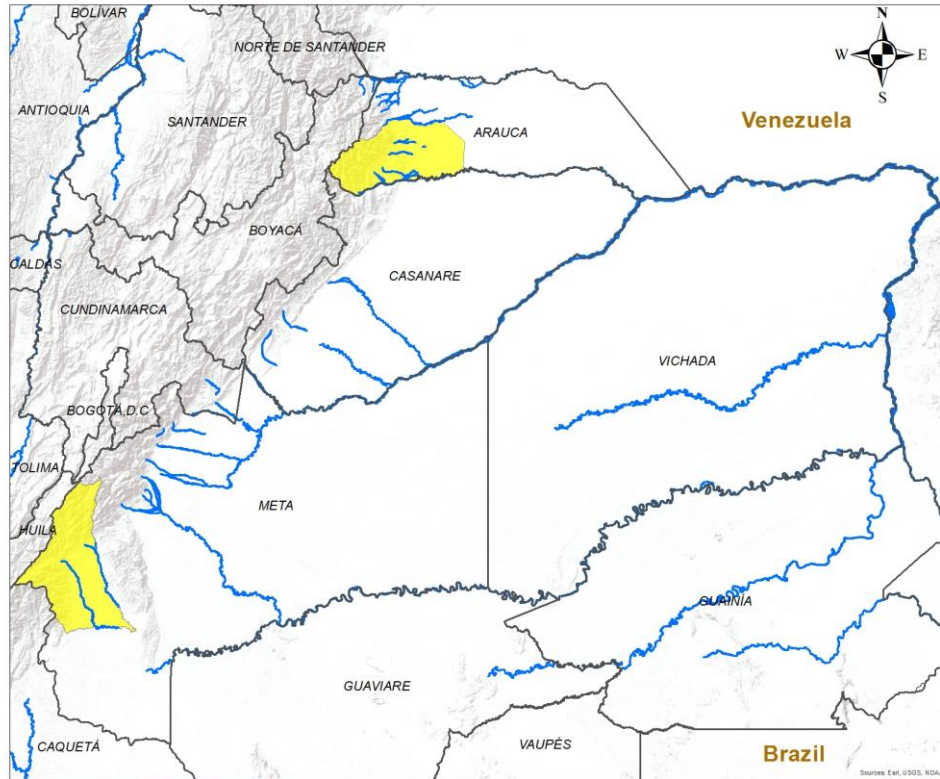 BOLÍVAR
N
NORTE DE SANTANDER
W E
S
ANTIOQUIA
SANTANDER
Venezuela
ARAUCA
BOYACÁ
CALDAS
CASANARE
CUNDINAMARCA
VICHADA
BOGOTÁ D.C
TOLIMA
META
HUILA
GUAINÍA
GUAVIARE
VAUPÉS
CAQUETÁ
Brazil
Sources: Esri, USGS, NOA